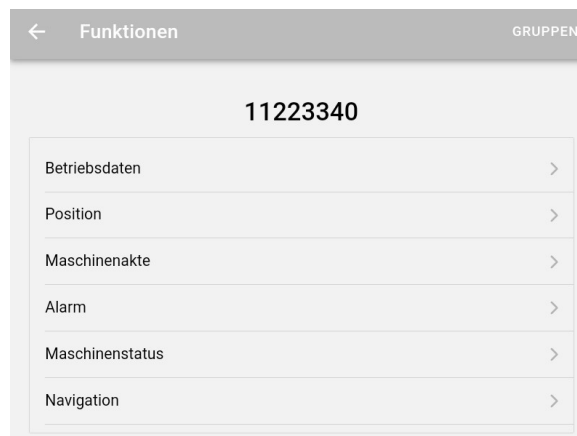 Funktionen
GRUPPEN
11223340
Betriebsdaten
Position
Maschinenakte
Alarm
Maschinenstatus
Navigation